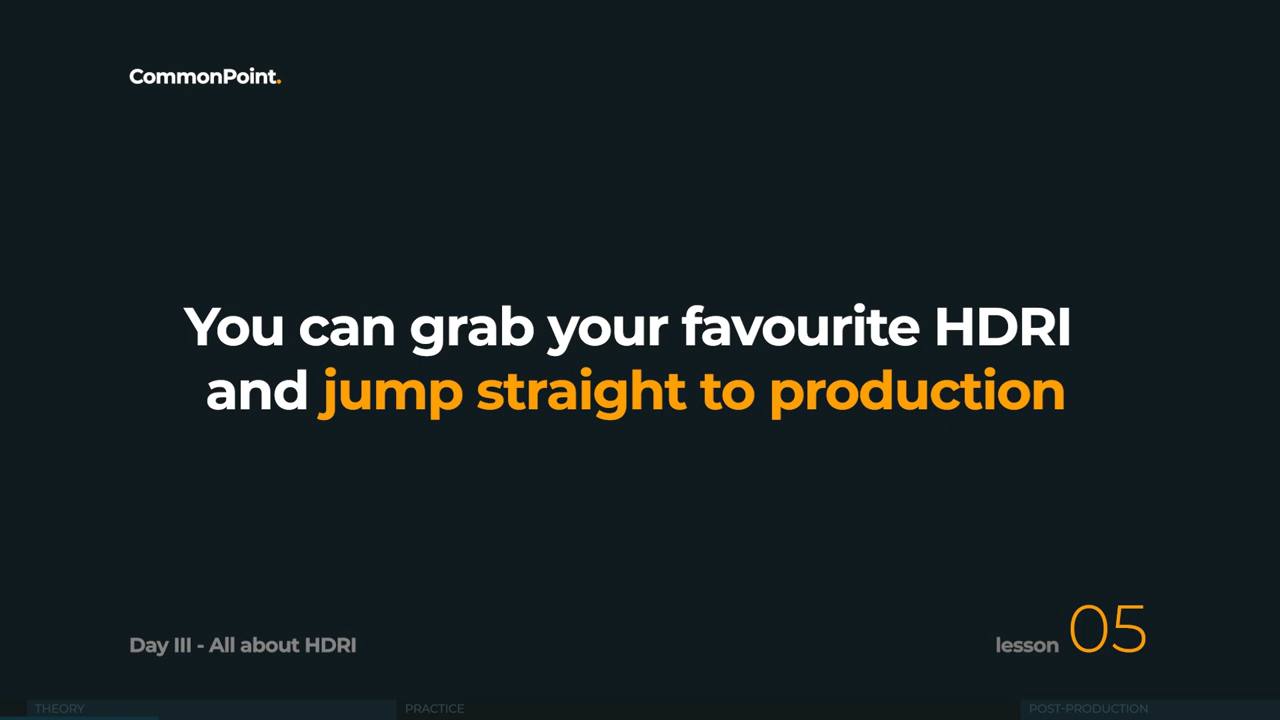 CommonPoint.
You can grab your favourite HDRI
and jump straight to production
Day III - All about HDRI
lesson 05
THEORY
PRACTICE
POST-PRODUCTION